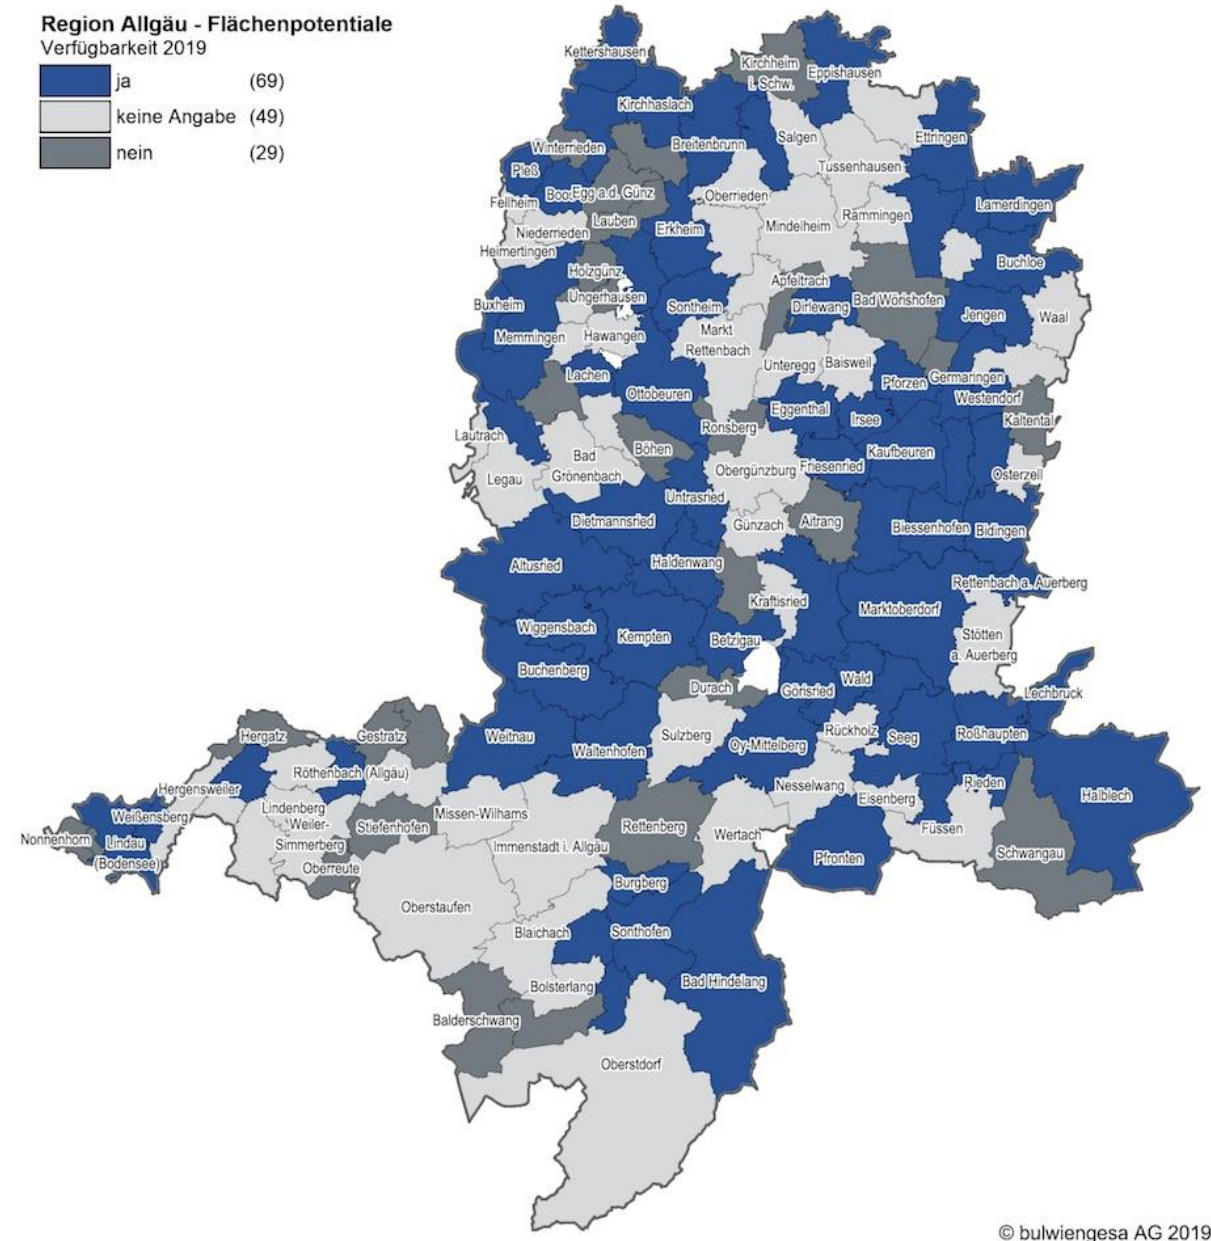 Region Allgäu - Flächenpotentiale
Verfügbarkeit 2019
ja (69)
keine Angabe (49)
nein (29)
Kettershausen
Kirchheim
i. Schw.
Eppishausen
Kirchhaslach
Ettringen
Salgen
Breitenbrunn
Winterrieden
Tussenhausen
Pleß
Boos
Egg a.d. Günz
Oberrieden
Fellheim
Lamerdingen
Rammingen
Lauben
Mindelheim
Erkheim
Niederrieden
Heimertingen
Buchloe
Holzgünz
Apfeltrach
Ungerhausen
Bad Wörishofen
Buxheim
Sontheim
Dirlewang
Jengen
Waal
Memmingen
Hawangen
Markt
Rettenbach
Unteregg
Baisweil
Lachen
Pforzen
Germaringen
Ottobeuren
Westendorf
Eggenthal
Irsee
Kaltental
Ronsberg
Lautrach
Böhen
Kaufbeuren
Bad
Grönenbach
Legau
Obergünzburg
Friesenried
Osterzell
Untrasried
Dietmannsried
Günzach
Aitrang
Biessenhofen
Bidingen
Altusried
Haldenwang
Rettenbach a. Auerberg
Kraftisried
Marktoberdorf
Wiggensbach
Kempten
Betzigau
Stötten
a. Auerberg
Buchenberg
Durach
Görisried
Wald
Lechbruck
Weitnau
Waltenhofen
Sulzberg
Oy-Mittelberg
Rückholz
Seeg
Roßhaupten
Hergatz
Gestratz
Röthenbach (Allgäu)
Hergensweiler
Nesselwang
Eisenberg
Rieden
Halblech
Weißensberg
Lindenberg
Weiler-
Simmerberg
Missen-Wilhams
Stiefenhofen
Rettenberg
Wertach
Füssen
Nonnenhorn
Lindau
(Bodensee)
Immenstadt i. Allgäu
Schwangau
Pfronten
Oberreute
Burgberg
Oberstaufen
Blaichach
Sonthofen
Bolsterlang
Bad Hindelang
Balderschwang
Oberstdorf
© bulwiengesa AG 2019